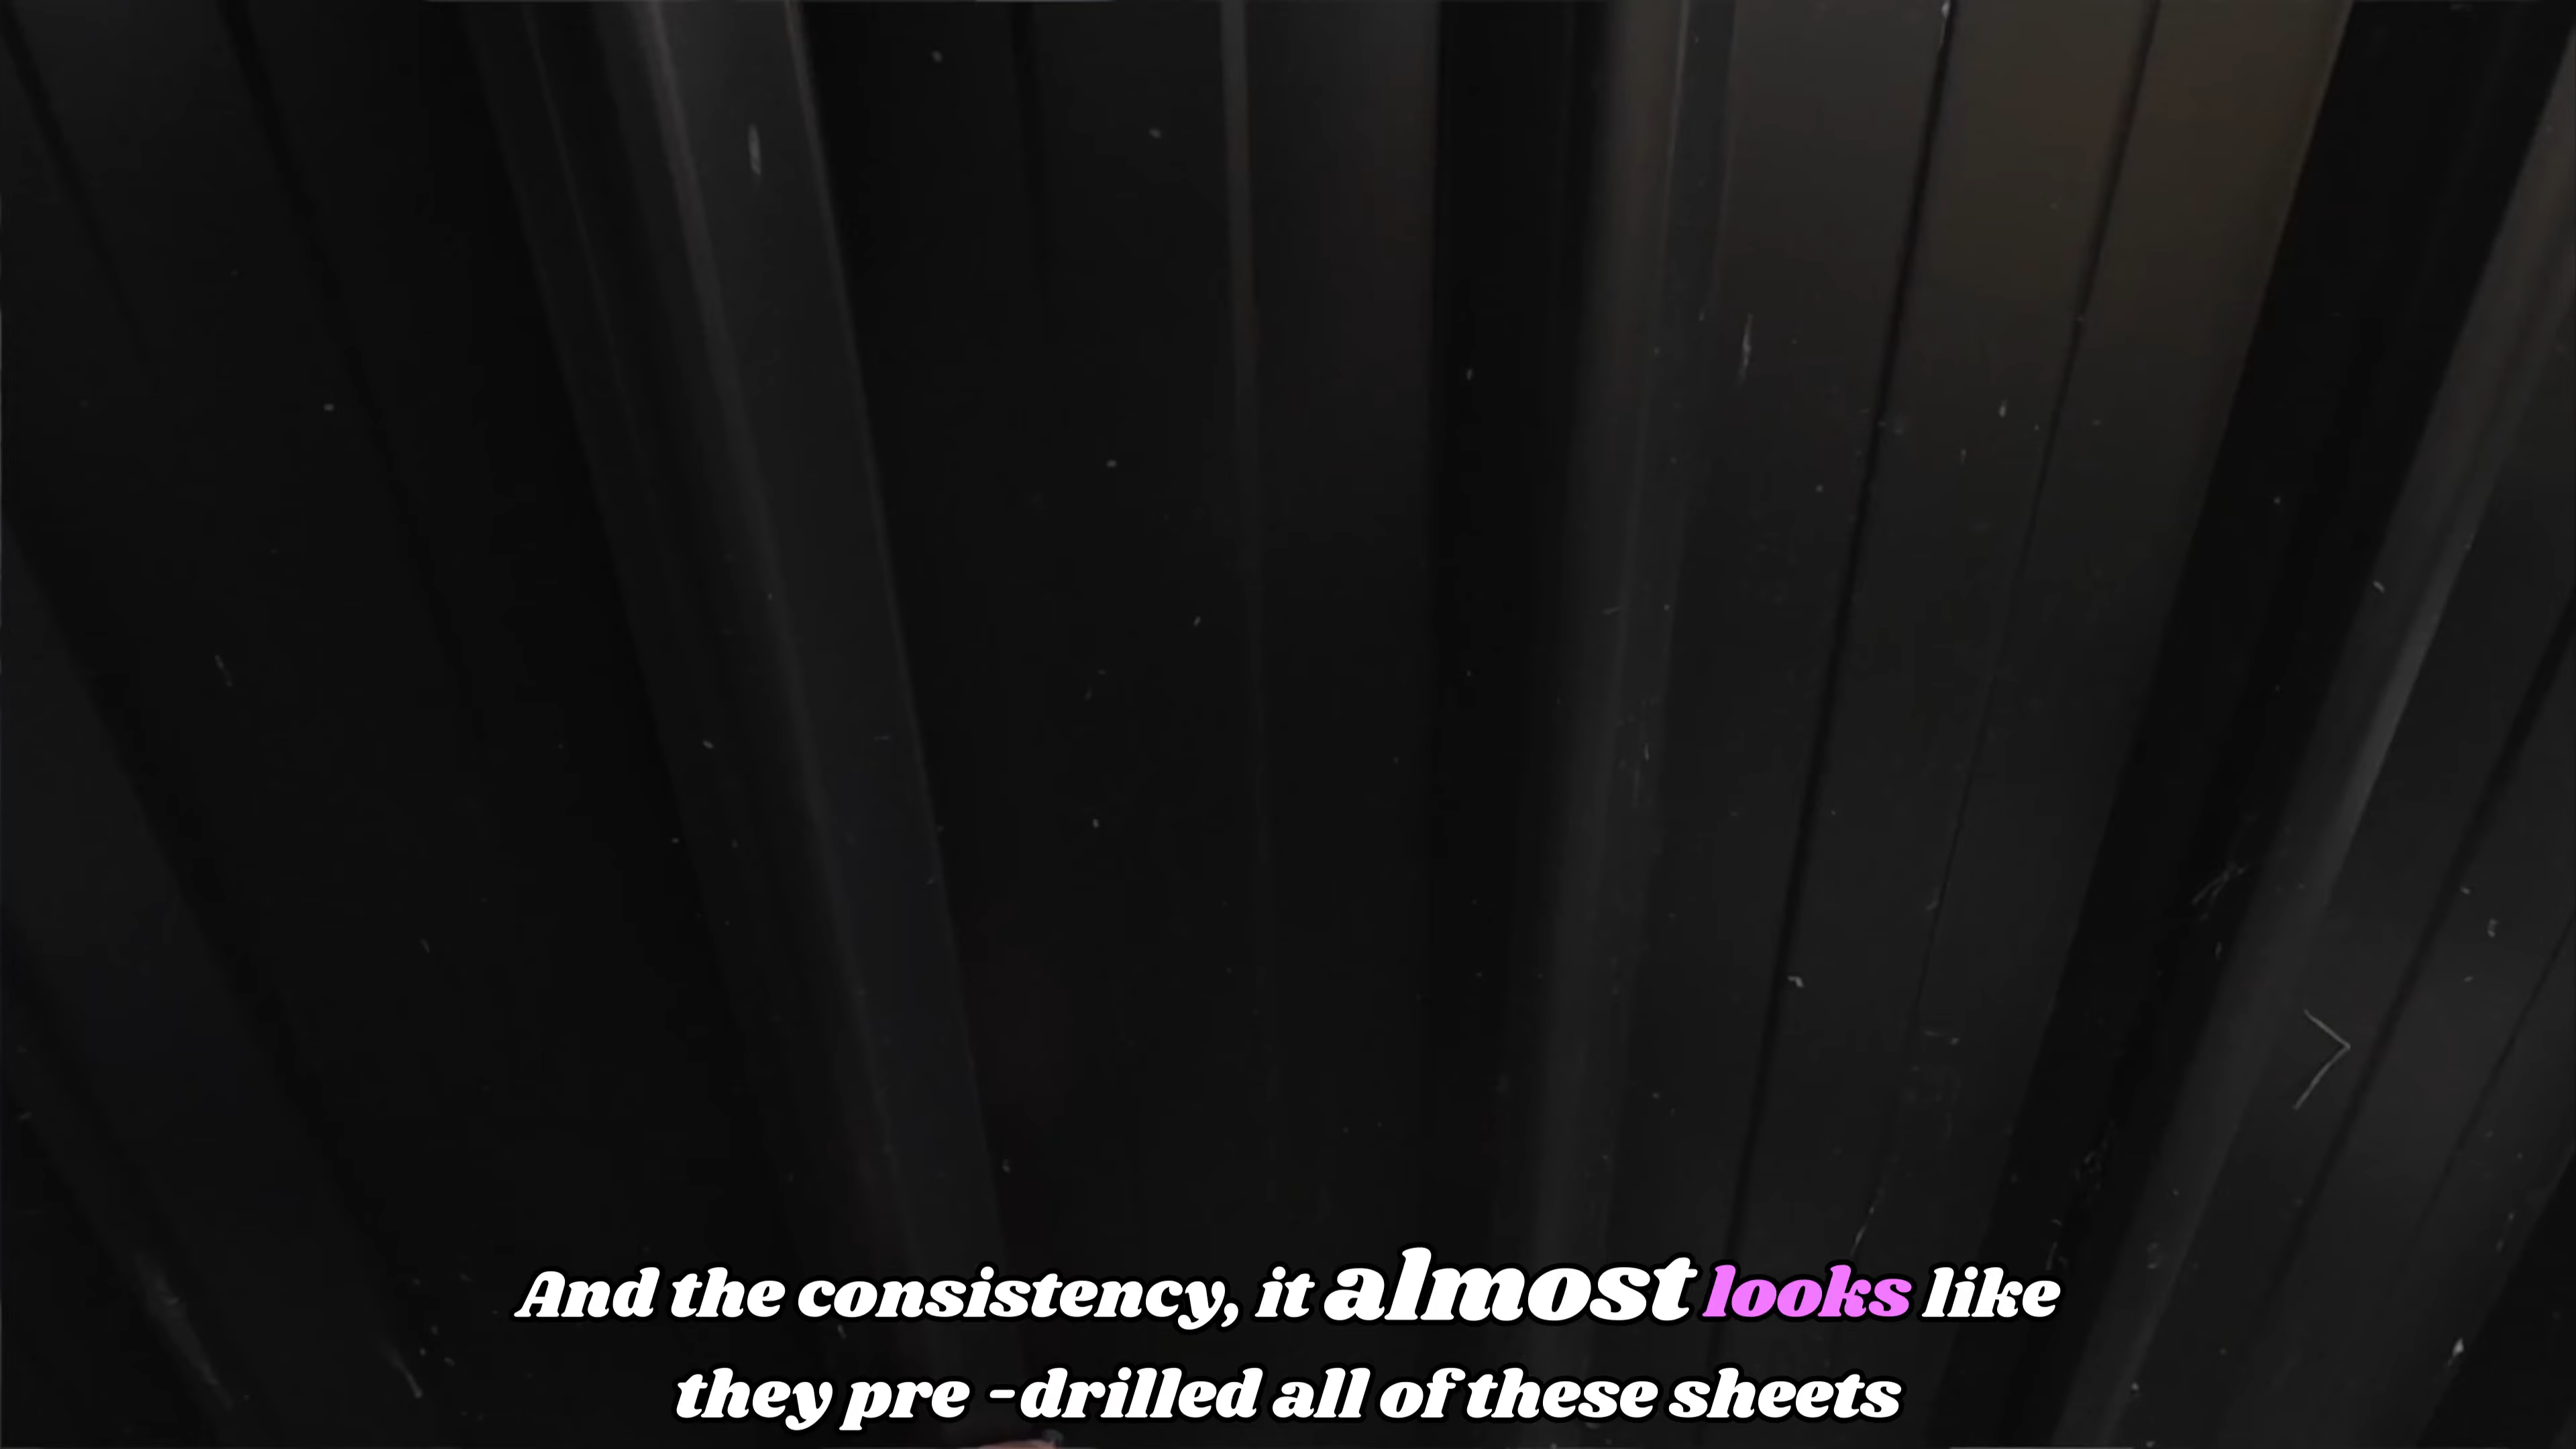 And the consistency, it almost looks like
they pre -drilled all of these sheets